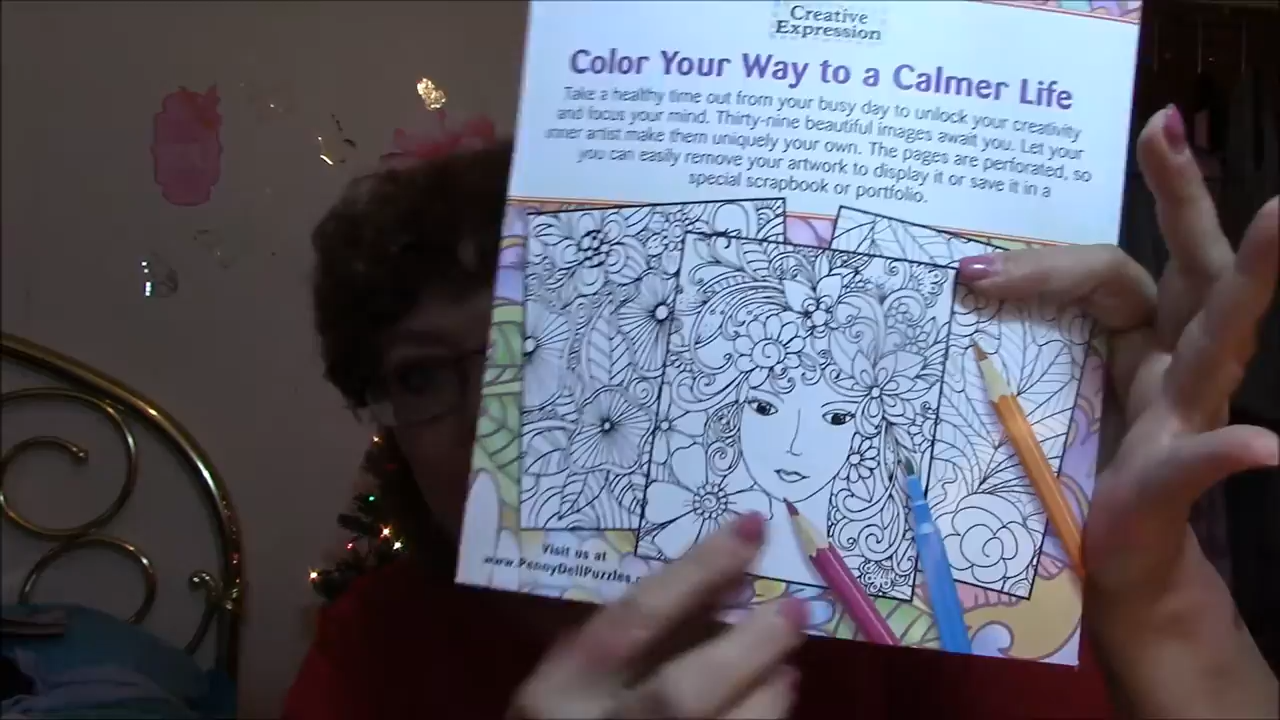 Creative
Expression
Color Your Way to a Calmer Life
Take a healthy time out from your busy day to unlock your creativity
and focus your mind. Thirty-nine beautiful images await you. Let your
inner artist make them uniquely your own. The pages are perforated, so
you can easily remove your artwork to display it or save it in a
special scrapbook or portfolio.
Visit us at
www.PennyDellPuzzles.